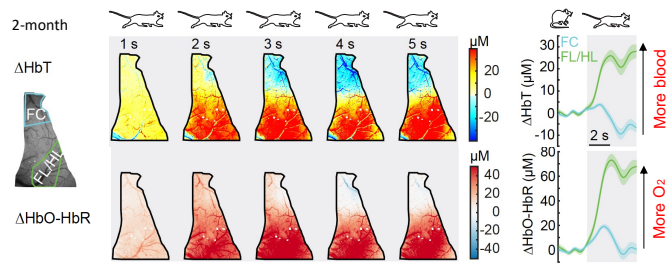 2-month
1 s
2 s
3 s
4 s
5 s
µM
20
0
-20
ΔHbT
FC
FL/HL
ΔHbO-HbR
µM
40
20
0
-20
-40
FC
FL/HL
ΔHbT (µM)
30
20
10
0
-10
2 s
More blood
ΔHbO-HbR (µM)
80
60
40
20
0
More O₂